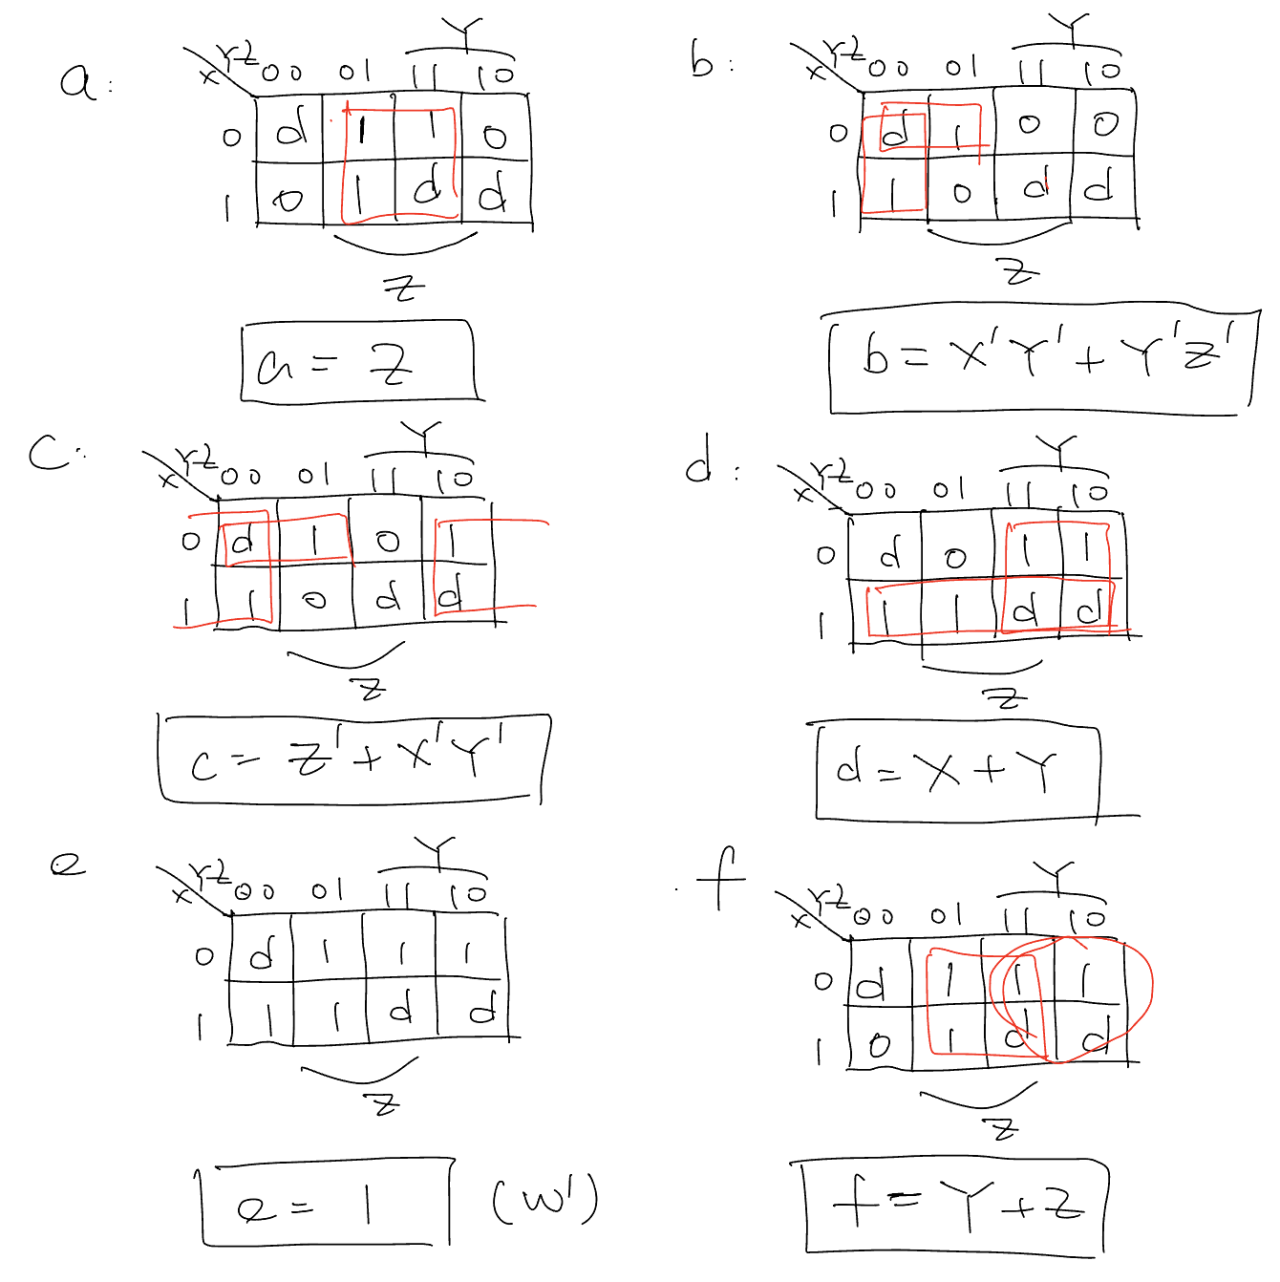 a:
Y
YZ 00 01 11 10
X
0 d 1 1 0
1 0 1 d d
Z
a = Z
b:
Y
YZ 00 01 11 10
X
0 d 1 0 0
1 1 0 d d
Z
b = X'Y' + Y'Z'
c:
Y
YZ 00 01 11 10
X
0 d 1 0 1
1 1 0 d d
Z
c = Z' + X'Y'
d:
Y
YZ 00 01 11 10
X
0 d 0 1 1
1 1 1 d d
Z
d = X + Y
e
Y
YZ 00 01 11 10
X
0 d 1 1 1
1 1 1 d d
Z
e = 1 (W')
f
Y
YZ 00 01 11 10
X
0 d 1 1 1
1 0 1 d d
Z
f = Y + Z